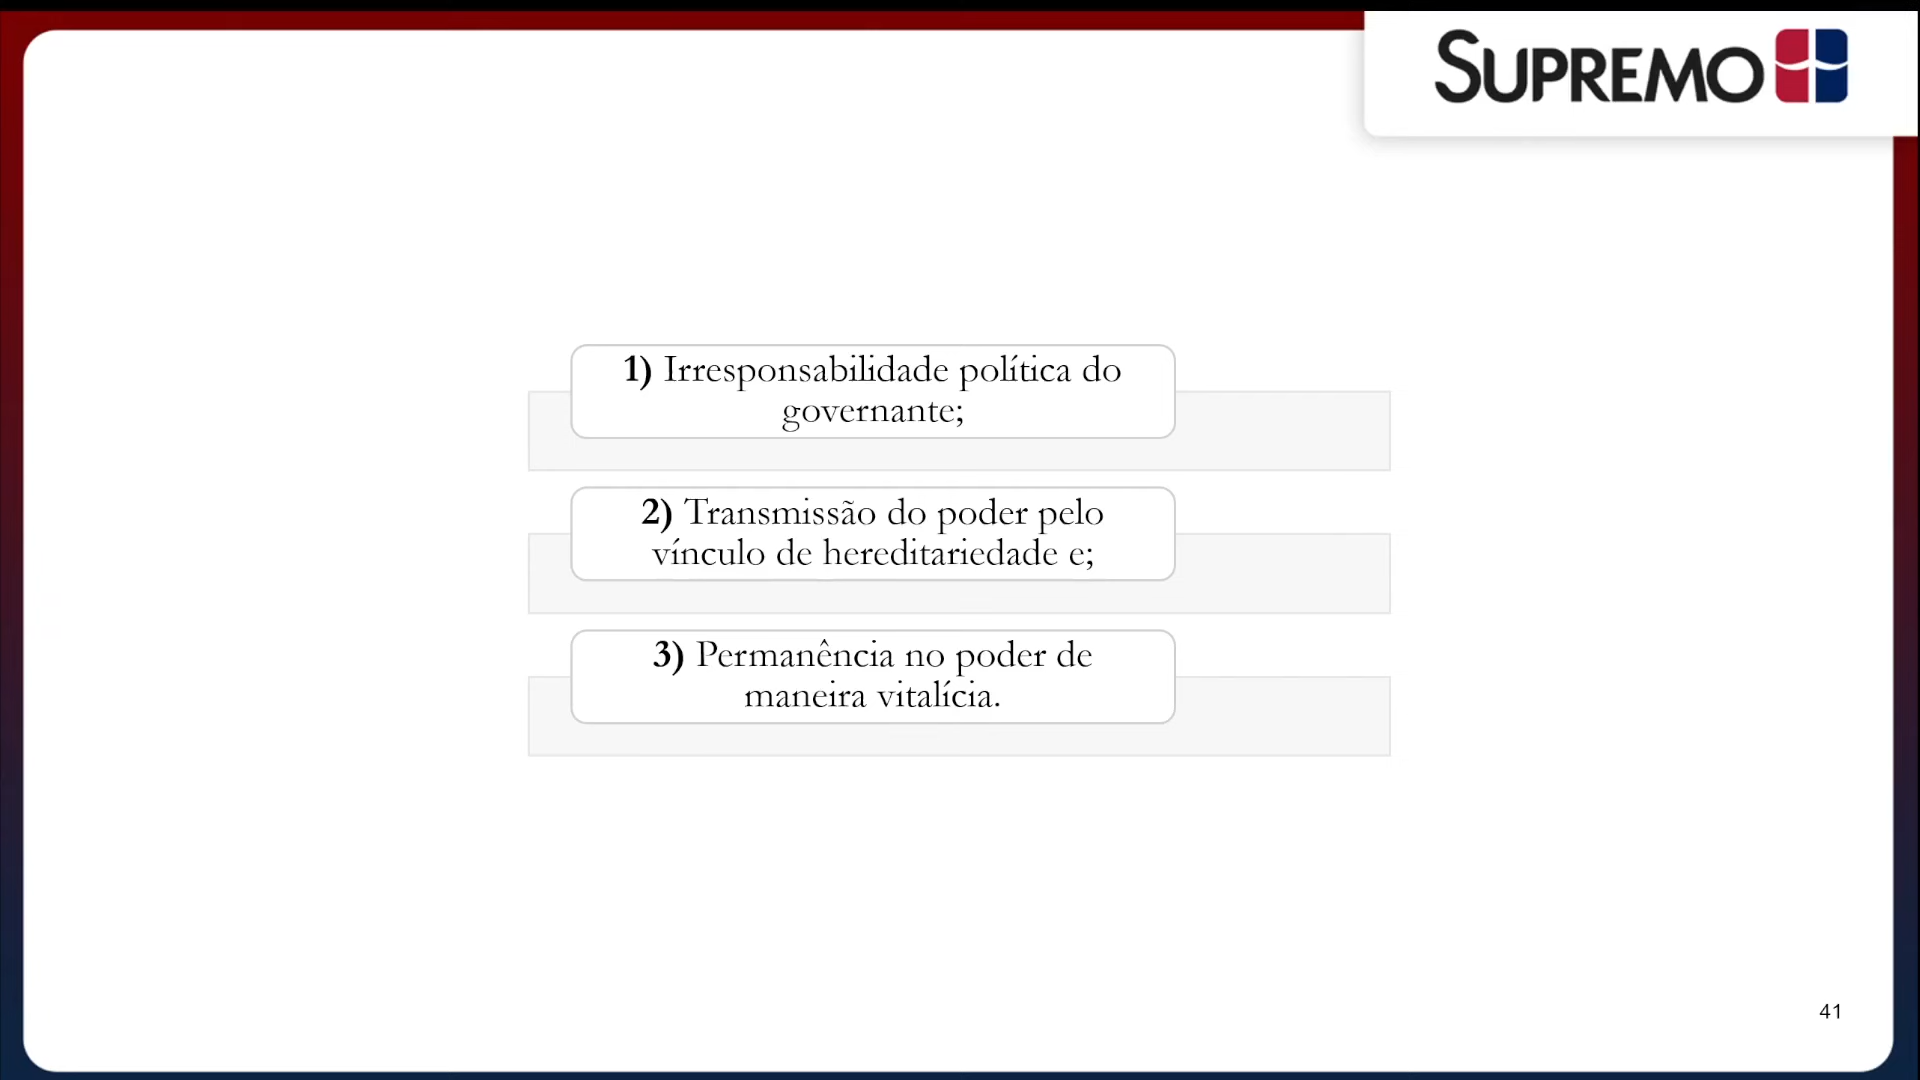 SUPREMO
1) Irresponsabilidade política do
governante;
2) Transmissão do poder pelo
vínculo de hereditariedade e;
3) Permanência no poder de
maneira vitalícia.
41